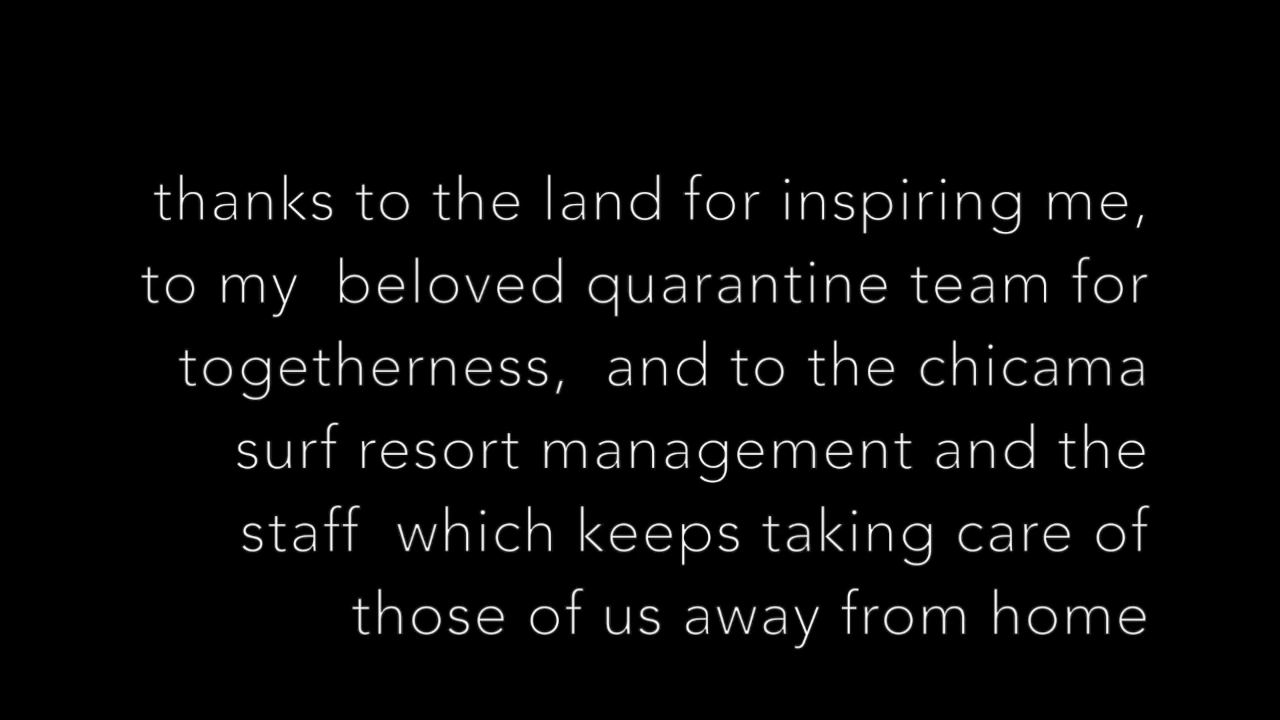 thanks to the land for inspiring me,
to my  beloved quarantine team for
togetherness,  and to the chicama
surf resort management and the
staff  which keeps taking care of
those of us away from home